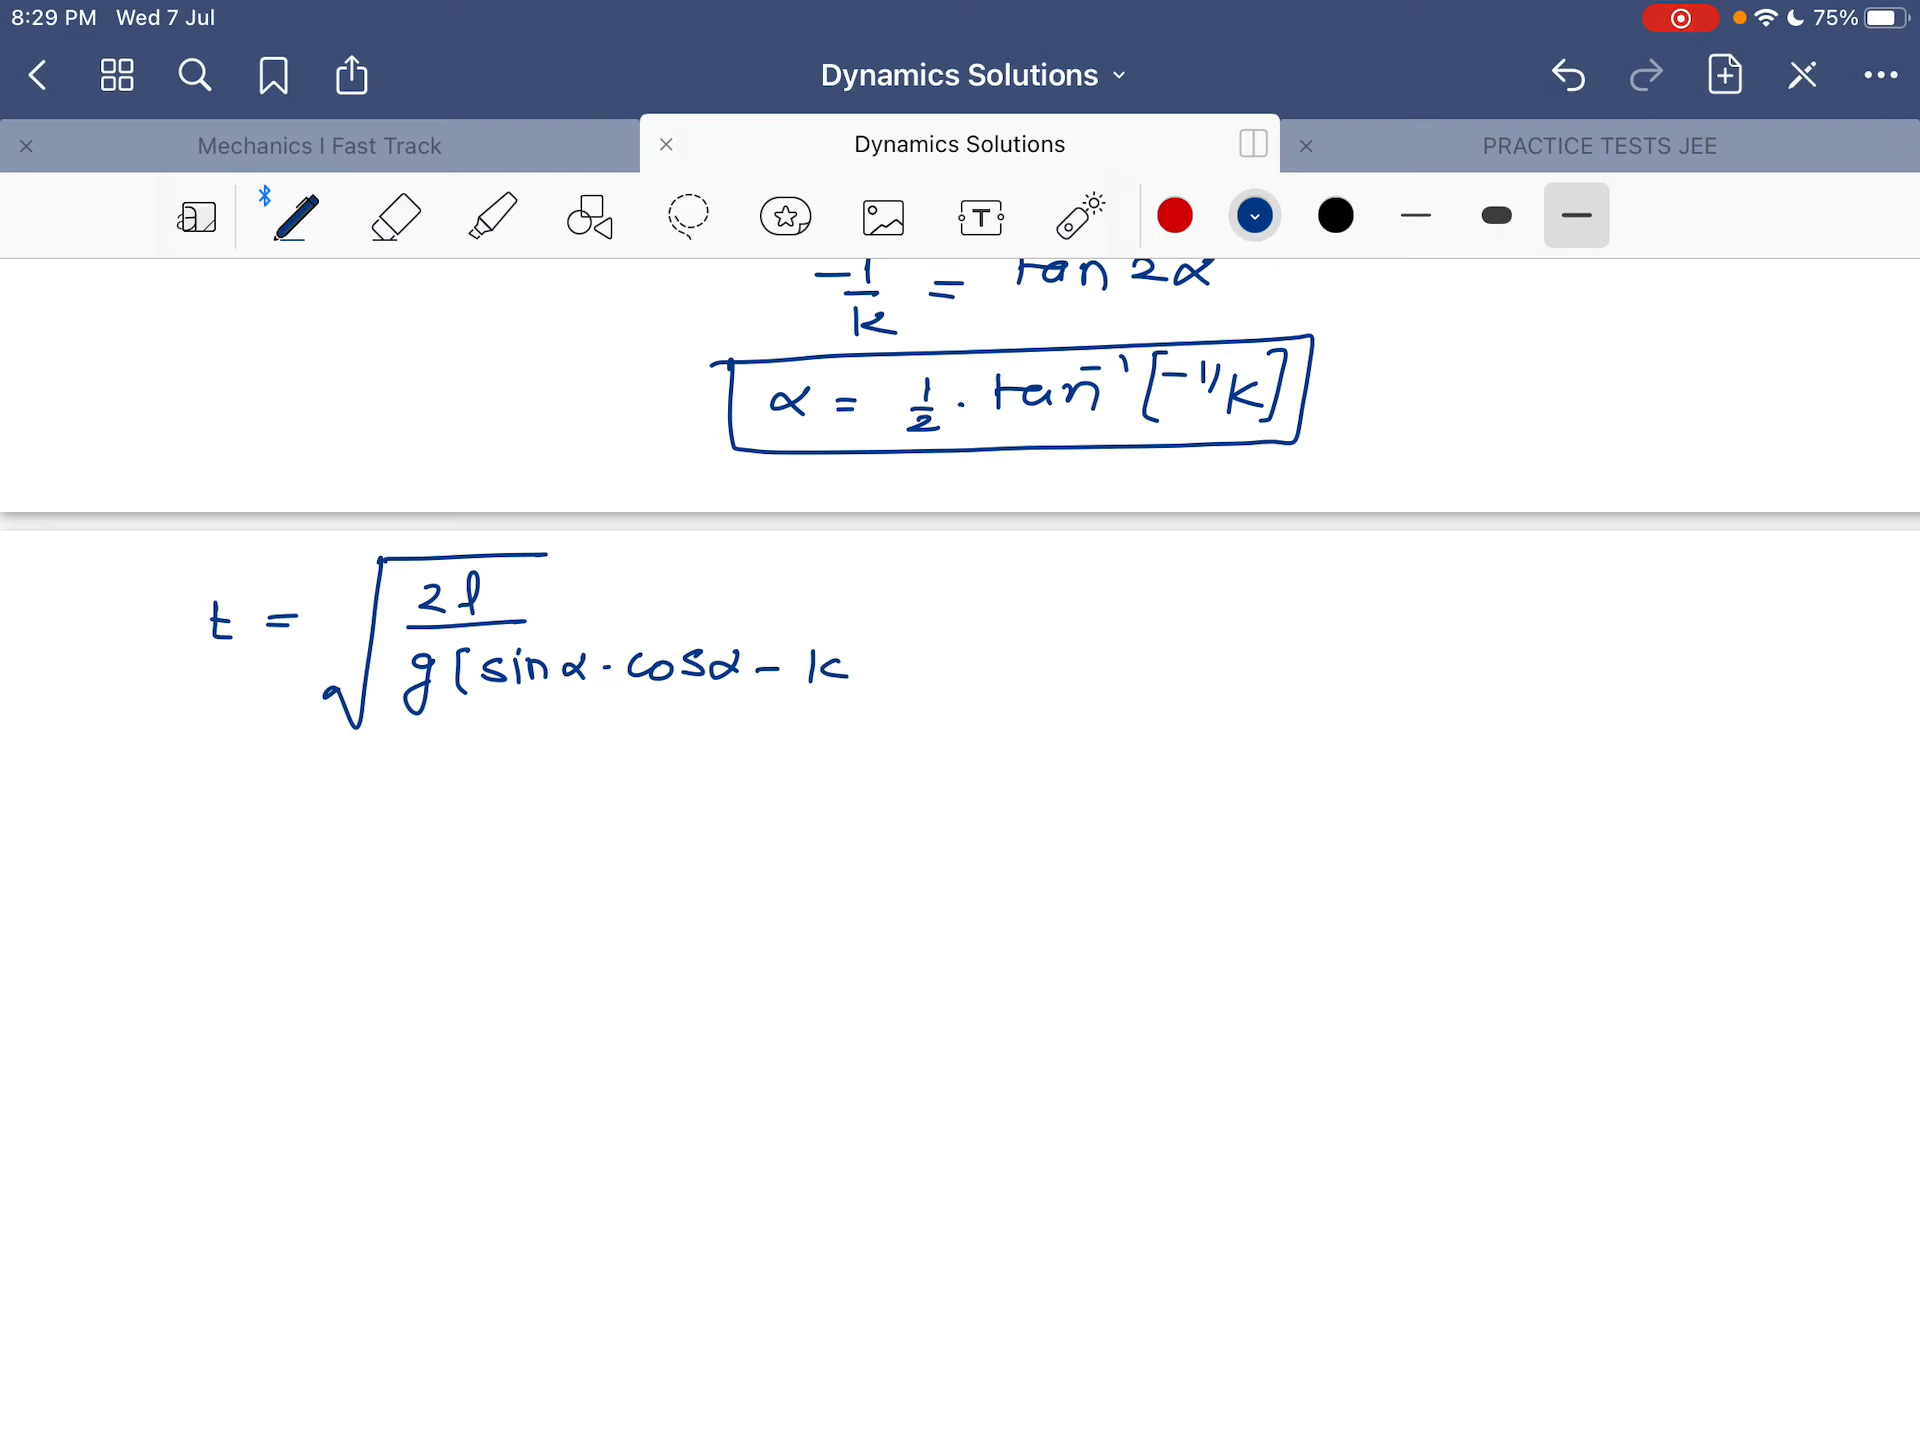 8:29 PM Wed 7 Jul 75%
Dynamics Solutions
Mechanics I Fast Track
Dynamics Solutions
PRACTICE TESTS JEE
-1/k = tan 2α
α = 1/2 · tan⁻¹ [-1/k]
t = √ 2l / g[sinα · cosα - k